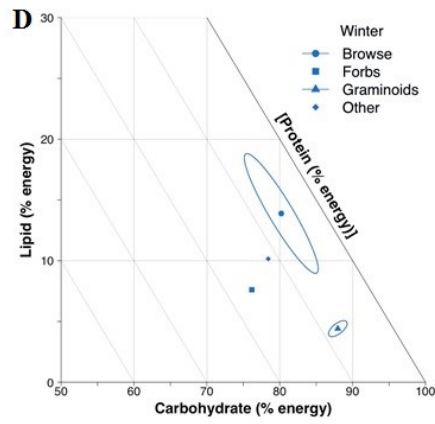 D
30
20
10
0
Lipid (% energy)
Winter
Browse
Forbs
Graminoids
Other
[Protein (% energy)]
50
60
70
80
90
100
Carbohydrate (% energy)